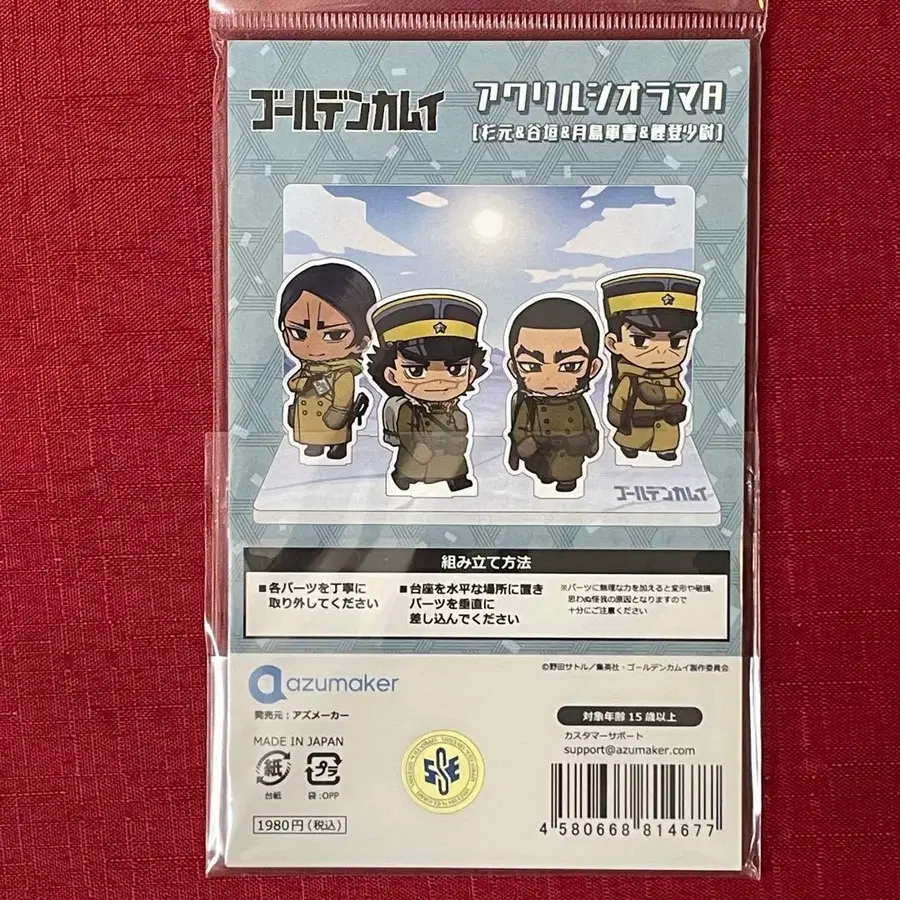 ゴールデンカムイ
アクリルジオラマA
[杉元&谷垣&月島軍曹&鯉登少尉]
ゴールデンカムイ
組み立て方法
■各パーツを丁寧に
取り外してください
■台座を水平な場所に置き
パーツを垂直に
差し込んでください
※パーツに無理な力を加えると変形や破損、
思わぬ怪我の原因となりますので
十分にご注意ください
©野田サトル/集英社・ゴールデンカムイ製作委員会
azumaker
発売元:アズメーカー
MADE IN JAPAN
紙
台紙
プラ
袋:OPP
1980円(税込)
対象年齢15歳以上
カスタマーサポート
support@azumaker.com
4 580668 814677